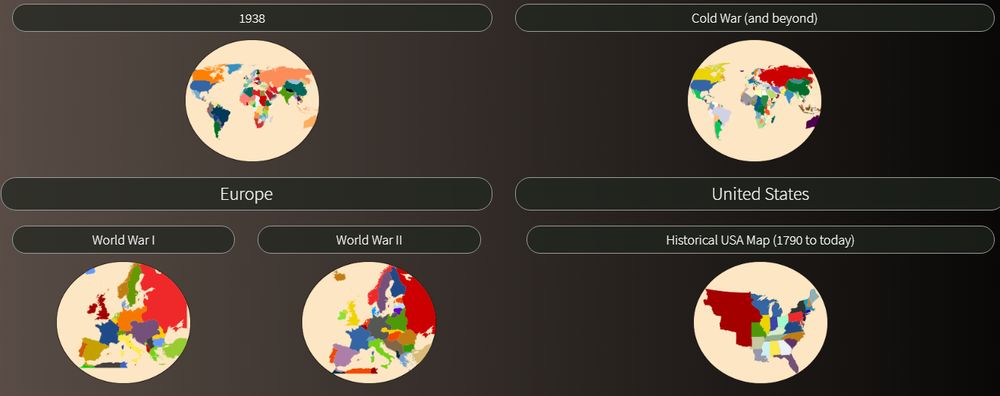 1938
Cold War (and beyond)
Europe
United States
World War I
World War II
Historical USA Map (1790 to today)